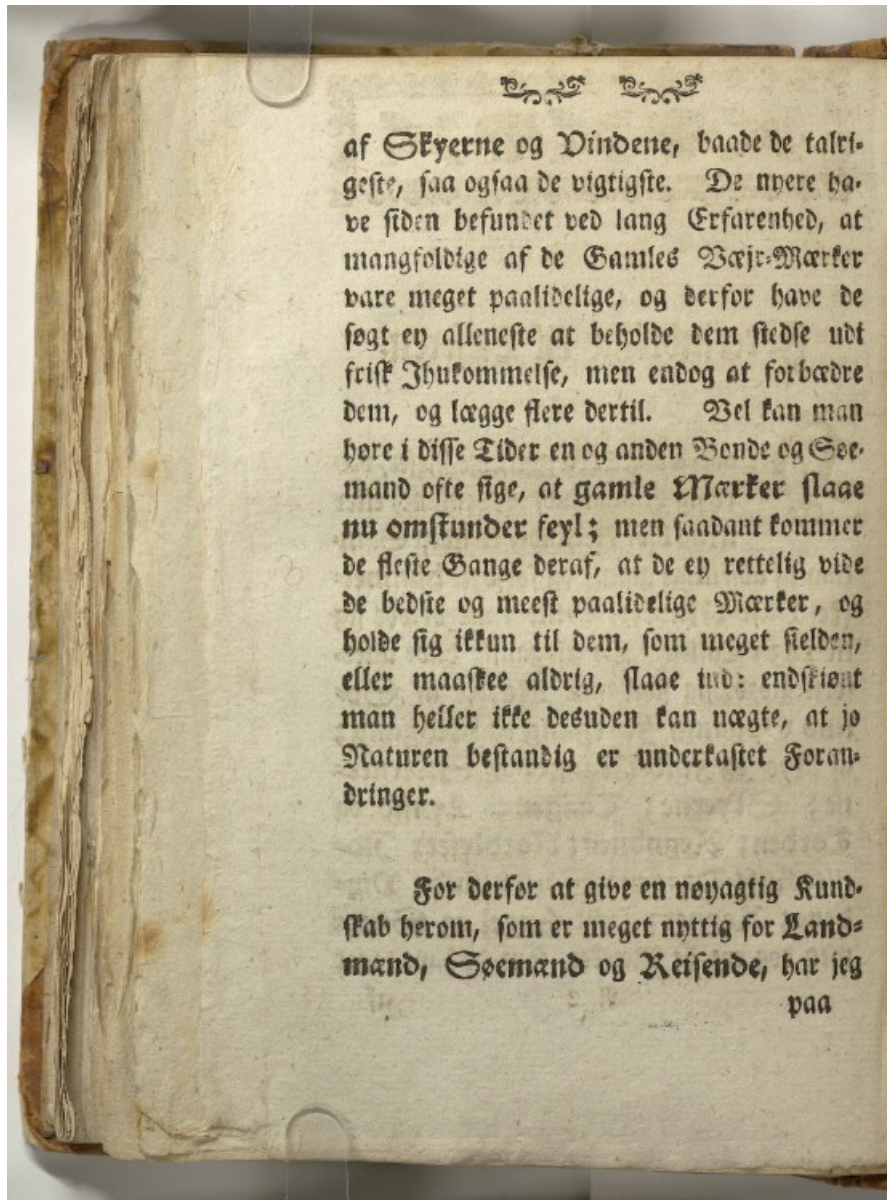 af Skyerne og Vindene, baade de talri-
geste, saa ogsaa de vigtigste. De nyere ha-
ve siden befundet ved lang Erfarenhed, at
mangfoldige af de Gamles Væjr-Mærker
vare meget paalidelige, og derfor have de
søgt ey alleneste at beholde dem stedse udi
frisk Ihukommelse, men endog at forbædre
dem, og lægge flere dertil. Vel kan man
høre i disse Tider en og anden Bonde og Søe-
mand ofte sige, at gamle Mærker slaae
nu omstunder feyl; men saadant kommer
de fleste Gange deraf, at de ey rettelig vide
de bedste og meest paalidelige Mærker, og
holde sig ikkun til dem, som meget sielden,
eller maaskee aldrig, slaae ind: endskiønt
man heller ikke desuden kan nægte, at jo
Naturen bestandig er underkastet Foran-
dringer.
For derfor at give en nøyagtig Kund-
skab herom, som er meget nyttig for Land-
mænd, Søemænd og Reisende, har jeg
paa